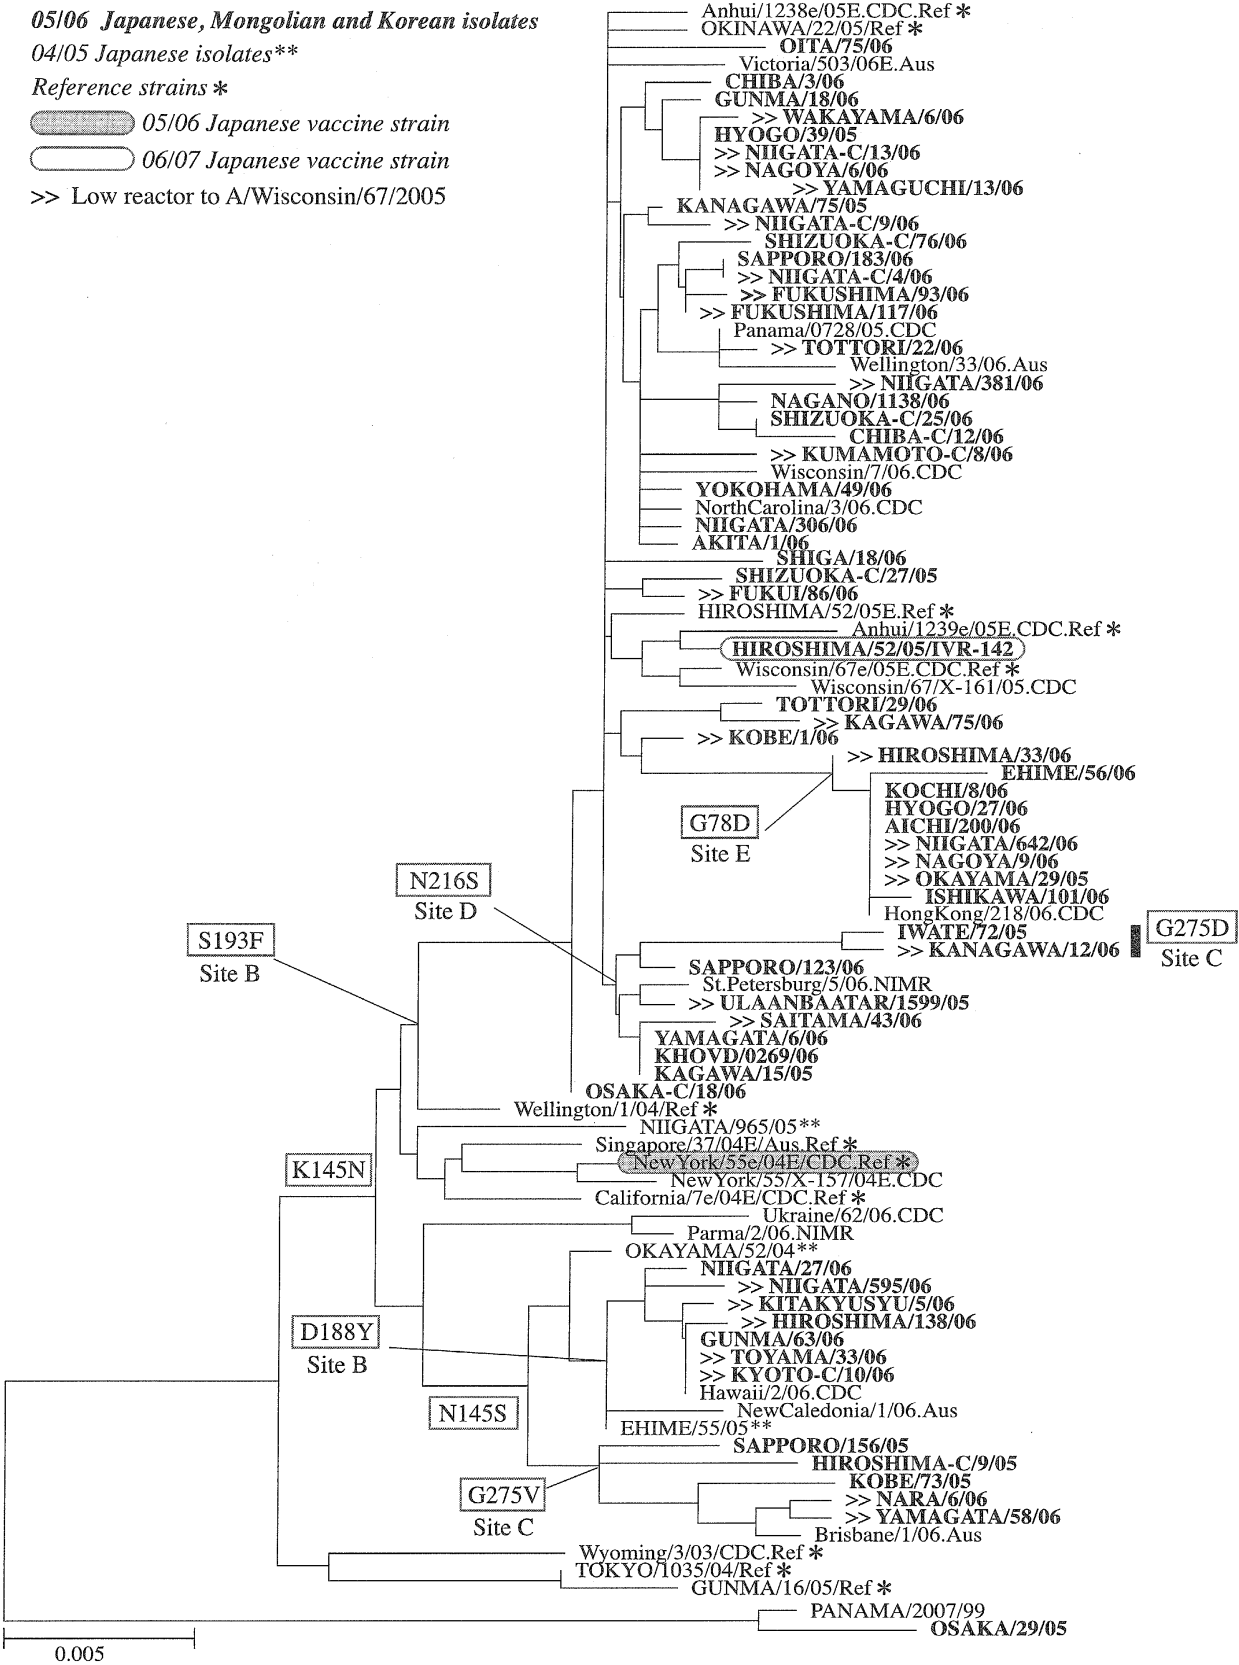 05/06 Japanese, Mongolian and Korean isolates
04/05 Japanese isolates**
Reference strains *
05/06 Japanese vaccine strain
06/07 Japanese vaccine strain
>> Low reactor to A/Wisconsin/67/2005
Anhui/1238e/05E.CDC.Ref *
OKINAWA/22/05/Ref *
OITA/75/06
Victoria/503/06E.Aus
CHIBA/3/06
GUNMA/18/06
>> WAKAYAMA/6/06
HYOGO/39/05
>> NIIGATA-C/13/06
>> NAGOYA/6/06
>> YAMAGUCHI/13/06
KANAGAWA/75/05
>> NIIGATA-C/9/06
SHIZUOKA-C/76/06
SAPPORO/183/06
>> NIIGATA-C/4/06
>> FUKUSHIMA/93/06
>> FUKUSHIMA/117/06
Panama/0728/05.CDC
>> TOTTORI/22/06
Wellington/33/06.Aus
>> NIIGATA/381/06
NAGANO/1138/06
SHIZUOKA-C/25/06
CHIBA-C/12/06
>> KUMAMOTO-C/8/06
Wisconsin/7/06.CDC
YOKOHAMA/49/06
NorthCarolina/3/06.CDC
NIIGATA/306/06
AKITA/1/06
SHIGA/18/06
SHIZUOKA-C/27/05
>> FUKUI/86/06
HIROSHIMA/52/05E.Ref *
Anhui/1239e/05E.CDC.Ref *
HIROSHIMA/52/05/IVR-142
Wisconsin/67e/05E.CDC.Ref *
Wisconsin/67/X-161/05.CDC
TOTTORI/29/06
>> KAGAWA/75/06
>> KOBE/1/06
>> HIROSHIMA/33/06
EHIME/56/06
KOCHI/8/06
HYOGO/27/06
G78D
AICHI/200/06
>> NIIGATA/642/06
Site E
>> NAGOYA/9/06
N216S
>> OKAYAMA/29/05
ISHIKAWA/101/06
Site D
HongKong/218/06.CDC
G275D
IWATE/72/05
S193F
>> KANAGAWA/12/06
Site C
SAPPORO/123/06
Site B
St.Petersburg/5/06.NIMR
>> ULAANBAATAR/1599/05
>> SAITAMA/43/06
YAMAGATA/6/06
KHOVD/0269/06
KAGAWA/15/05
OSAKA-C/18/06
Wellington/1/04/Ref *
NIIGATA/965/05**
Singapore/37/04E/Aus.Ref *
NewYork/55e/04E/CDC.Ref *
K145N
NewYork/55/X-157/04E.CDC
California/7e/04E/CDC.Ref *
Ukraine/62/06.CDC
Parma/2/06.NIMR
OKAYAMA/52/04**
NIIGATA/27/06
>> NIIGATA/595/06
>> KITAKYUSYU/5/06
>> HIROSHIMA/138/06
D188Y
GUNMA/63/06
>> TOYAMA/33/06
Site B
>> KYOTO-C/10/06
Hawaii/2/06.CDC
NewCaledonia/1/06.Aus
N145S
EHIME/55/05**
SAPPORO/156/05
HIROSHIMA-C/9/05
KOBE/73/05
G275V
>> NARA/6/06
>> YAMAGATA/58/06
Site C
Brisbane/1/06.Aus
Wyoming/3/03/CDC.Ref *
TOKYO/1035/04/Ref *
GUNMA/16/05/Ref *
PANAMA/2007/99
OSAKA/29/05
0.005